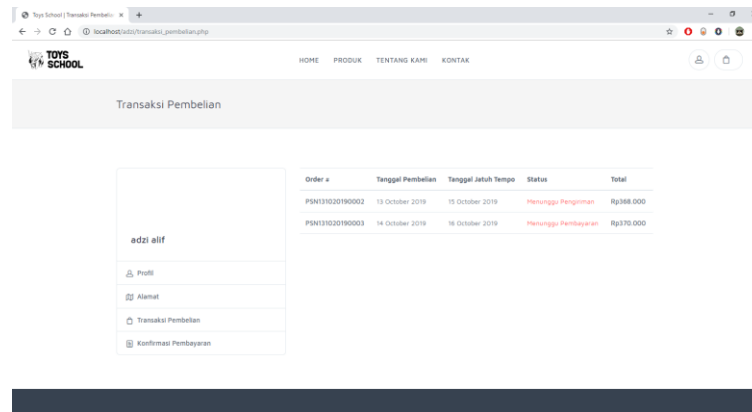 Toys School | Transaksi Pembelia
localhost/adzi/transaksi_pembelian.php
TOYS SCHOOL
HOME PRODUK TENTANG KAMI KONTAK
Transaksi Pembelian
Order # Tanggal Pembelian Tanggal Jatuh Tempo Status Total
PSN131020190002 13 October 2019 15 October 2019 Menunggu Pengiriman Rp368.000
PSN131020190003 14 October 2019 16 October 2019 Menunggu Pembayaran Rp370.000
adzi alif
Profil
Alamat
Transaksi Pembelian
Konfirmasi Pembayaran